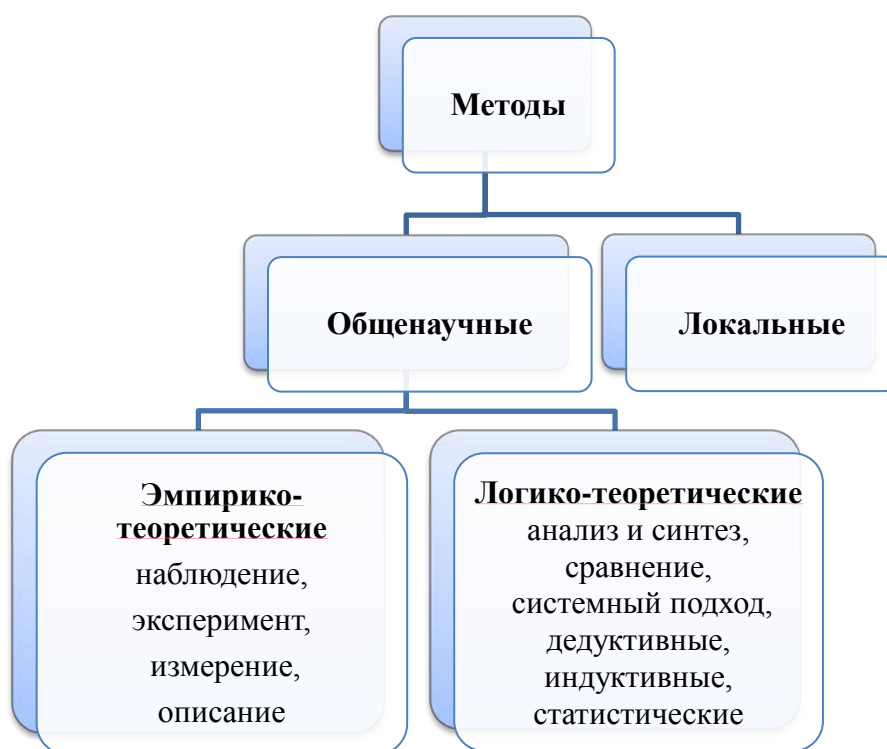 Методы
Общенаучные
Локальные
Эмпирико-
теоретические
наблюдение,
эксперимент,
измерение,
описание
Логико-теоретические
анализ и синтез,
сравнение,
системный подход,
дедуктивные,
индуктивные,
статистические